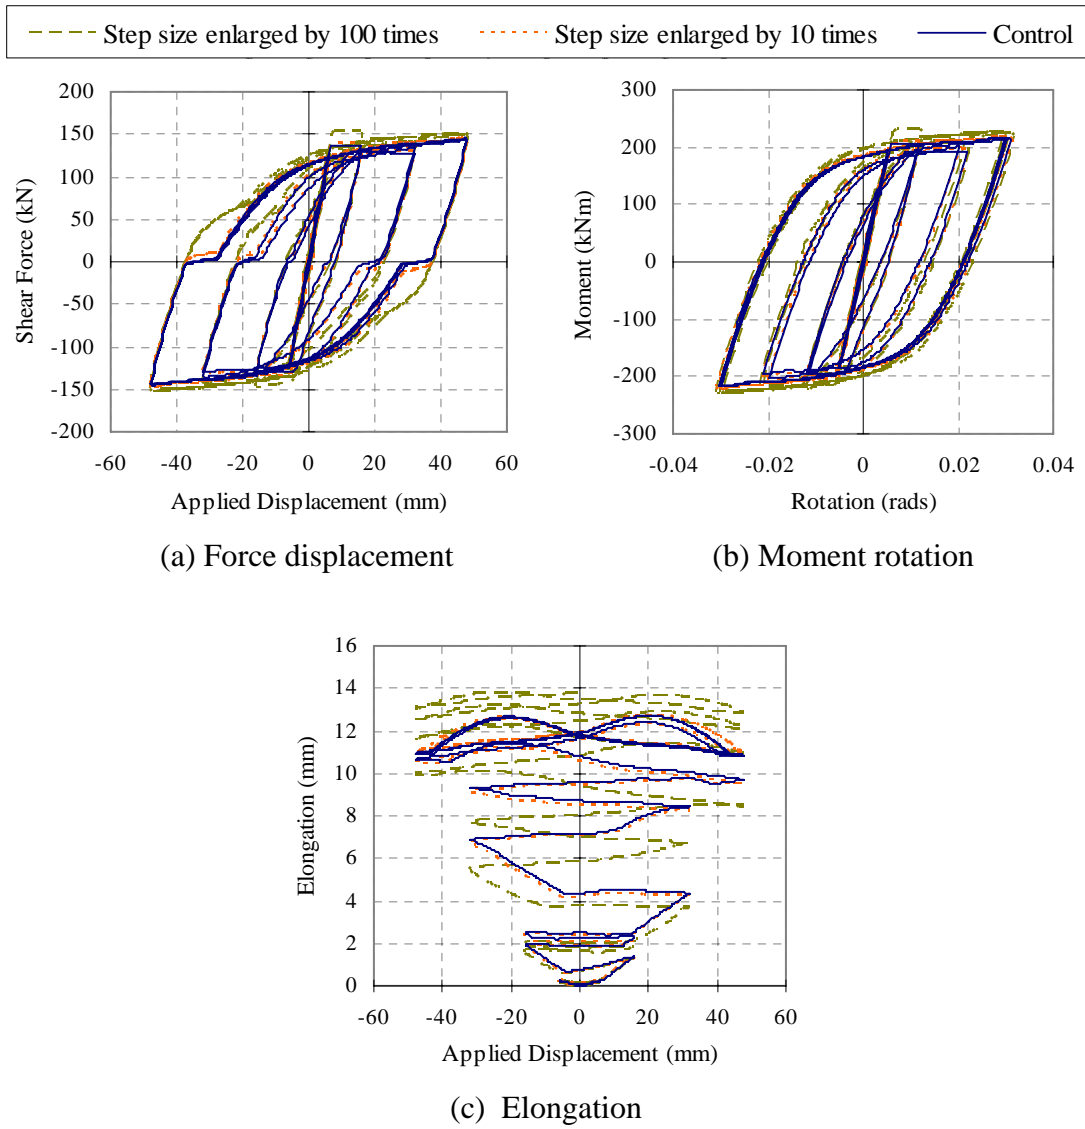 Step size enlarged by 100 times Step size enlarged by 10 times Control
200
150
100
50
0
-50
-100
-150
-200
Shear Force (kN)
-60 -40 -20 0 20 40 60
Applied Displacement (mm)
(a) Force displacement
300
200
100
0
-100
-200
-300
Moment (kNm)
-0.04 -0.02 0 0.02 0.04
Rotation (rads)
(b) Moment rotation
16
14
12
10
8
6
4
2
0
Elongation (mm)
-60 -40 -20 0 20 40 60
Applied Displacement (mm)
(c) Elongation